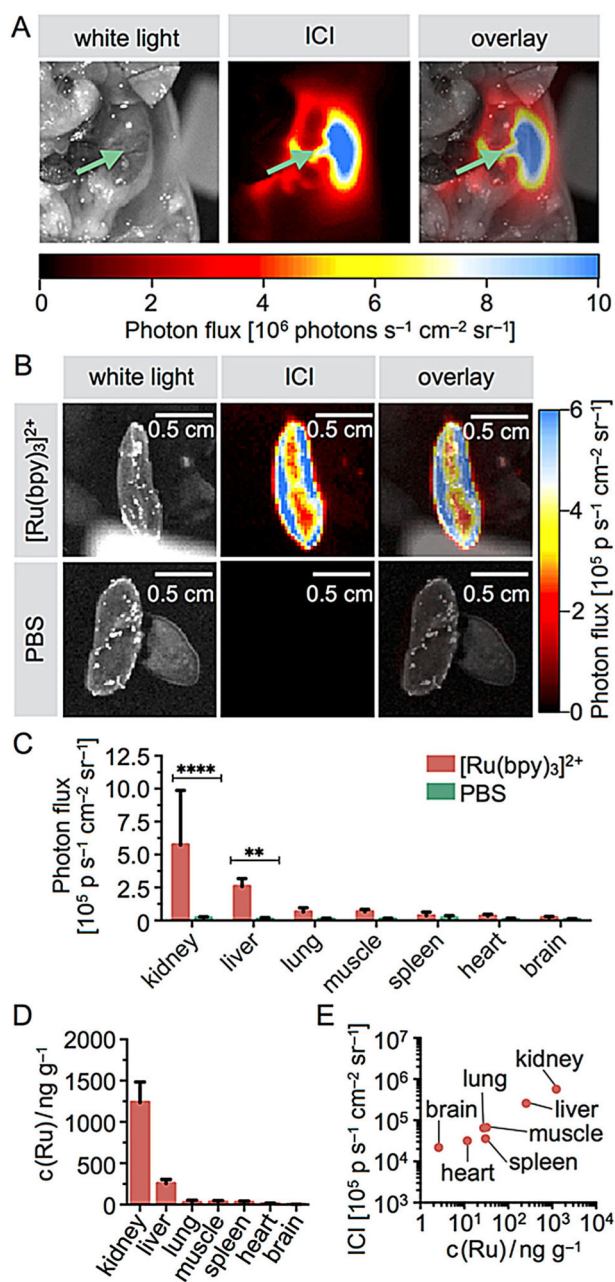 A
white light ICI overlay
0 2 4 6 8 10
Photon flux [10⁶ photons s⁻¹ cm⁻² sr⁻¹]
B
white light ICI overlay
[Ru(bpy)₃]²⁺
0.5 cm 0.5 cm 0.5 cm
PBS
0.5 cm 0.5 cm 0.5 cm
6
4
2
0
Photon flux [10⁵ p s⁻¹ cm⁻² sr⁻¹]
C
Photon flux
[10⁵ p s⁻¹ cm⁻² sr⁻¹]
12.5
10.0
7.5
5.0
2.5
0
****
**
[Ru(bpy)₃]²⁺
PBS
kidney liver lung muscle spleen heart brain
D
c(Ru)/ng g⁻¹
2000
1500
1000
500
0
kidney liver lung muscle spleen heart brain
E
ICI [10⁵ p s⁻¹ cm⁻² sr⁻¹]
10⁷
10⁶
10⁵
10⁴
10³
kidney
lung
brain
liver
muscle
heart
spleen
1 10¹ 10² 10³ 10⁴
c(Ru)/ng g⁻¹